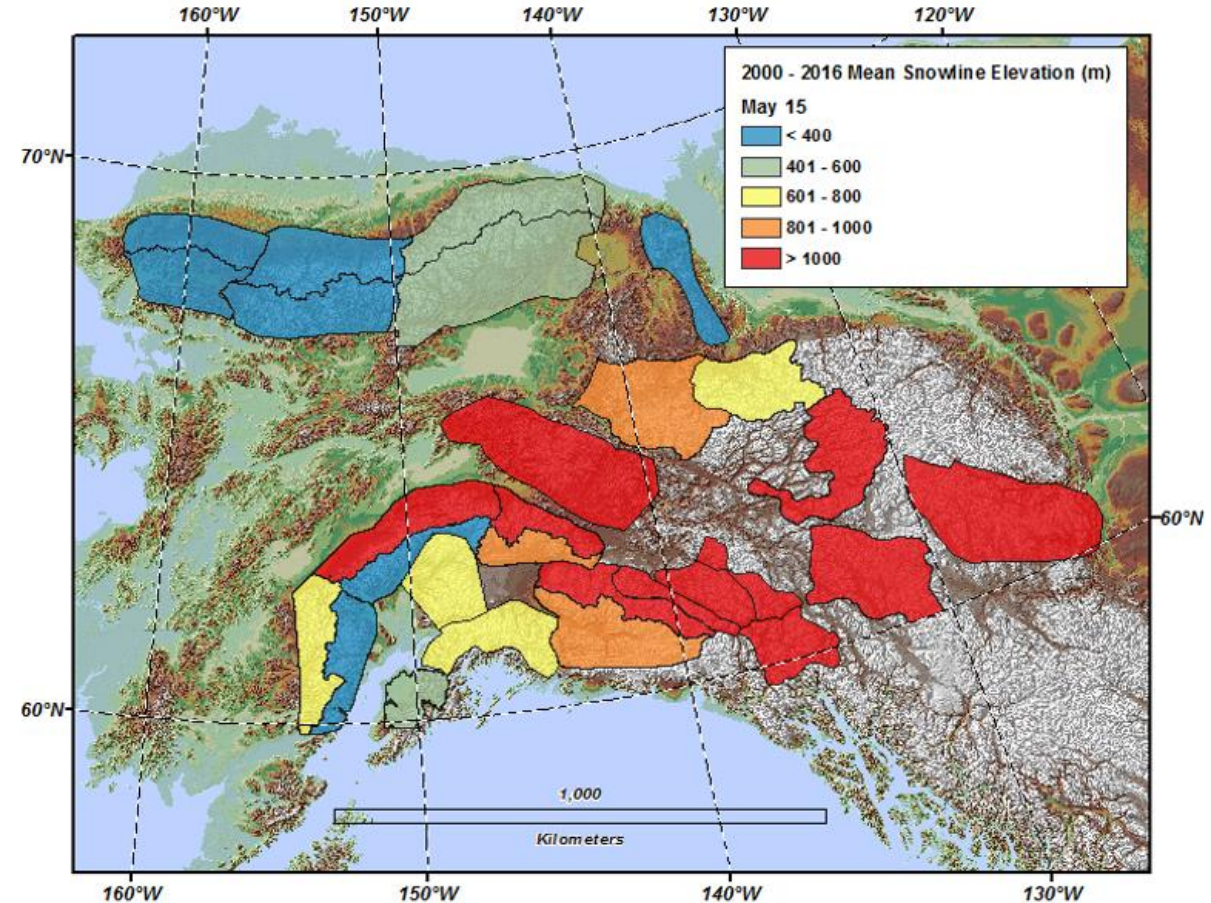 160°W 150°W 140°W 130°W 120°W
2000 - 2016 Mean Snowline Elevation (m)
May 15
< 400
401 - 600
601 - 800
801 - 1000
> 1000
70°N
60°N
60°N
1,000
Kilometers
160°W 150°W 140°W 130°W